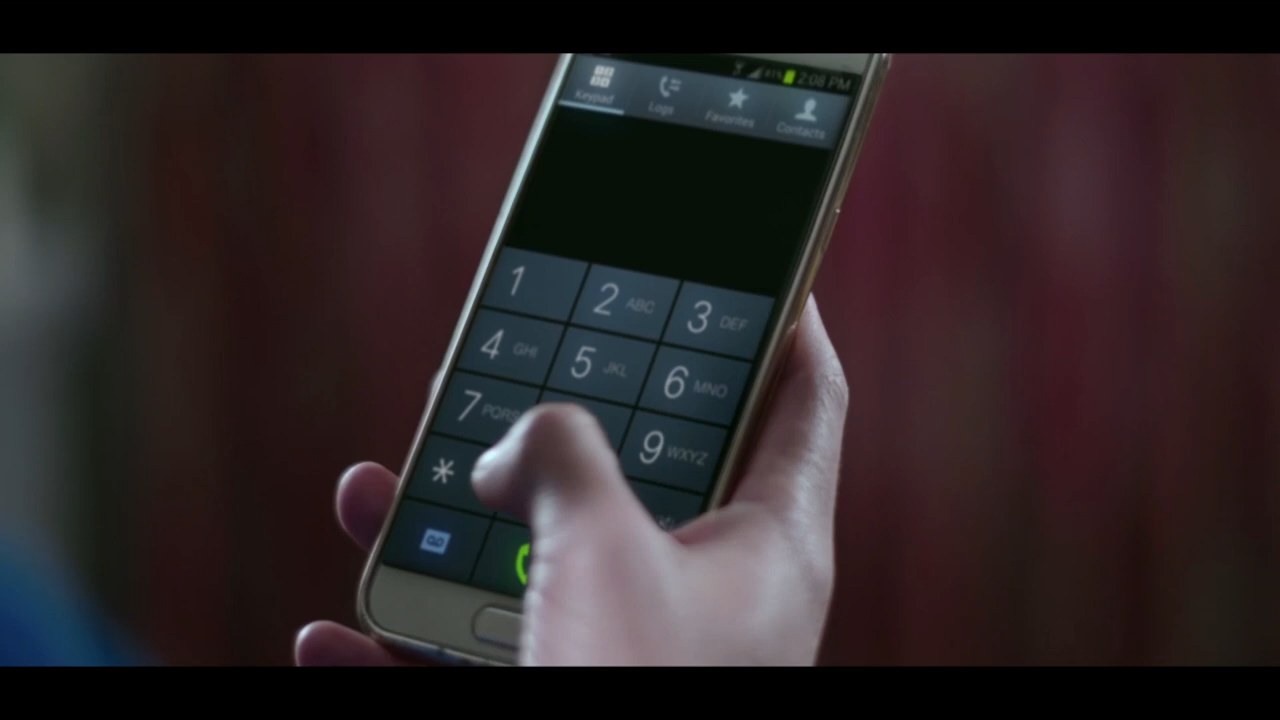 2:08 PM
Keypad Logs Favorites Contacts
1 2 ABC 3 DEF
4 GHI 5 JKL 6 MNO
7 PQRS 9 WXYZ
*